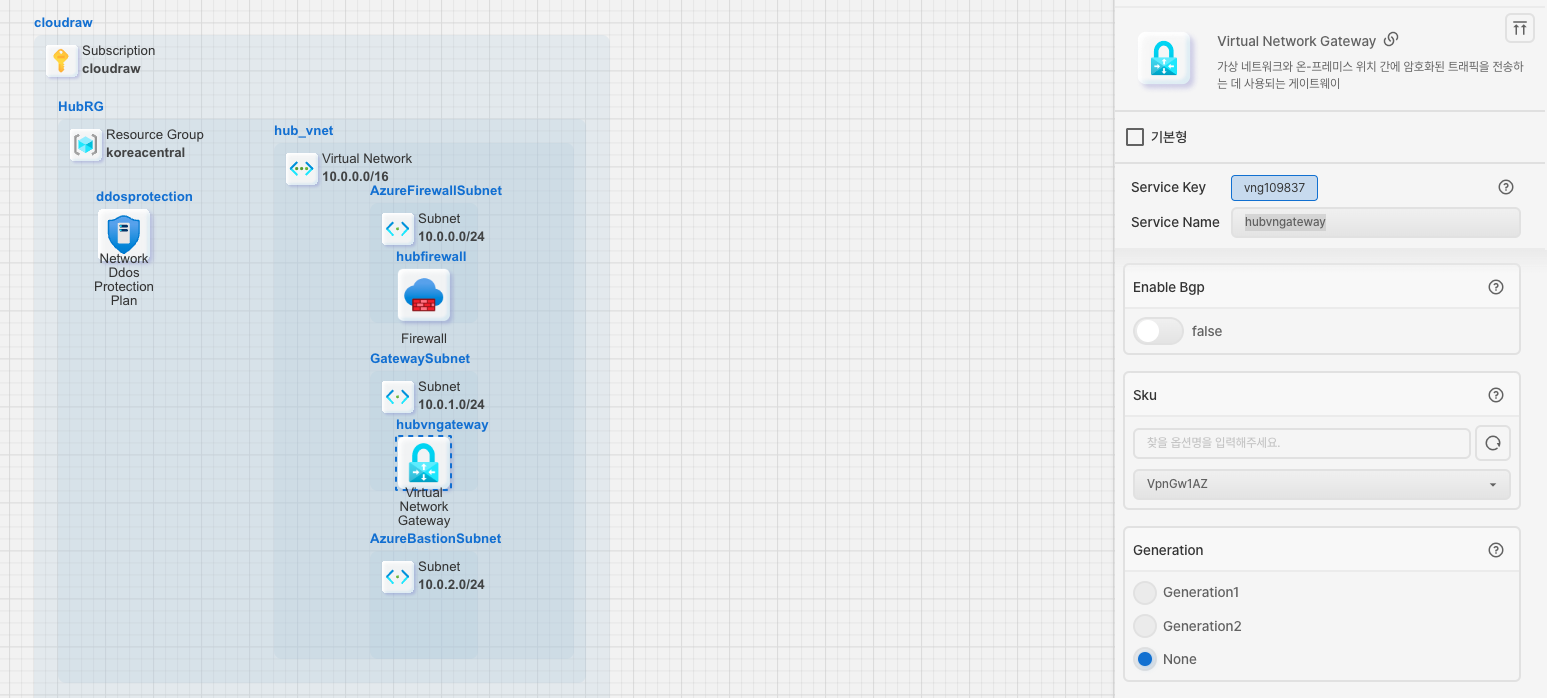 cloudraw
Subscription
cloudraw
HubRG
Resource Group
koreacentral
ddosprotection
Network
Ddos
Protection
Plan
hub_vnet
Virtual Network
10.0.0.0/16
AzureFirewallSubnet
Subnet
10.0.0.0/24
hubfirewall
Firewall
GatewaySubnet
Subnet
10.0.1.0/24
hubvngateway
Virtual
Network
Gateway
AzureBastionSubnet
Subnet
10.0.2.0/24
Virtual Network Gateway
가상 네트워크와 온-프레미스 위치 간에 암호화된 트래픽을 전송하
는 데 사용되는 게이트웨이
기본형
Service Key vng109837
Service Name hubvngateway
Enable Bgp
false
Sku
찾을 옵션명을 입력해주세요.
VpnGw1AZ
Generation
Generation1
Generation2
None